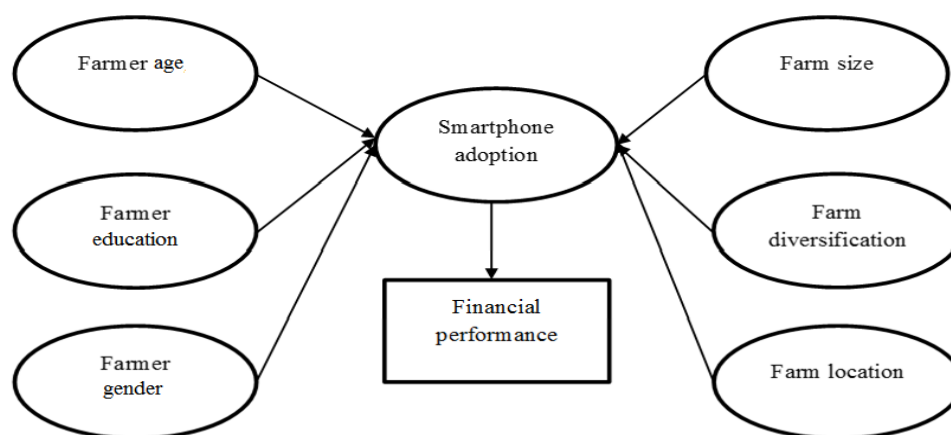 Farmer age
Farm size
Smartphone
adoption
Farmer
education
Farm
diversification
Financial
performance
Farmer
gender
Farm location